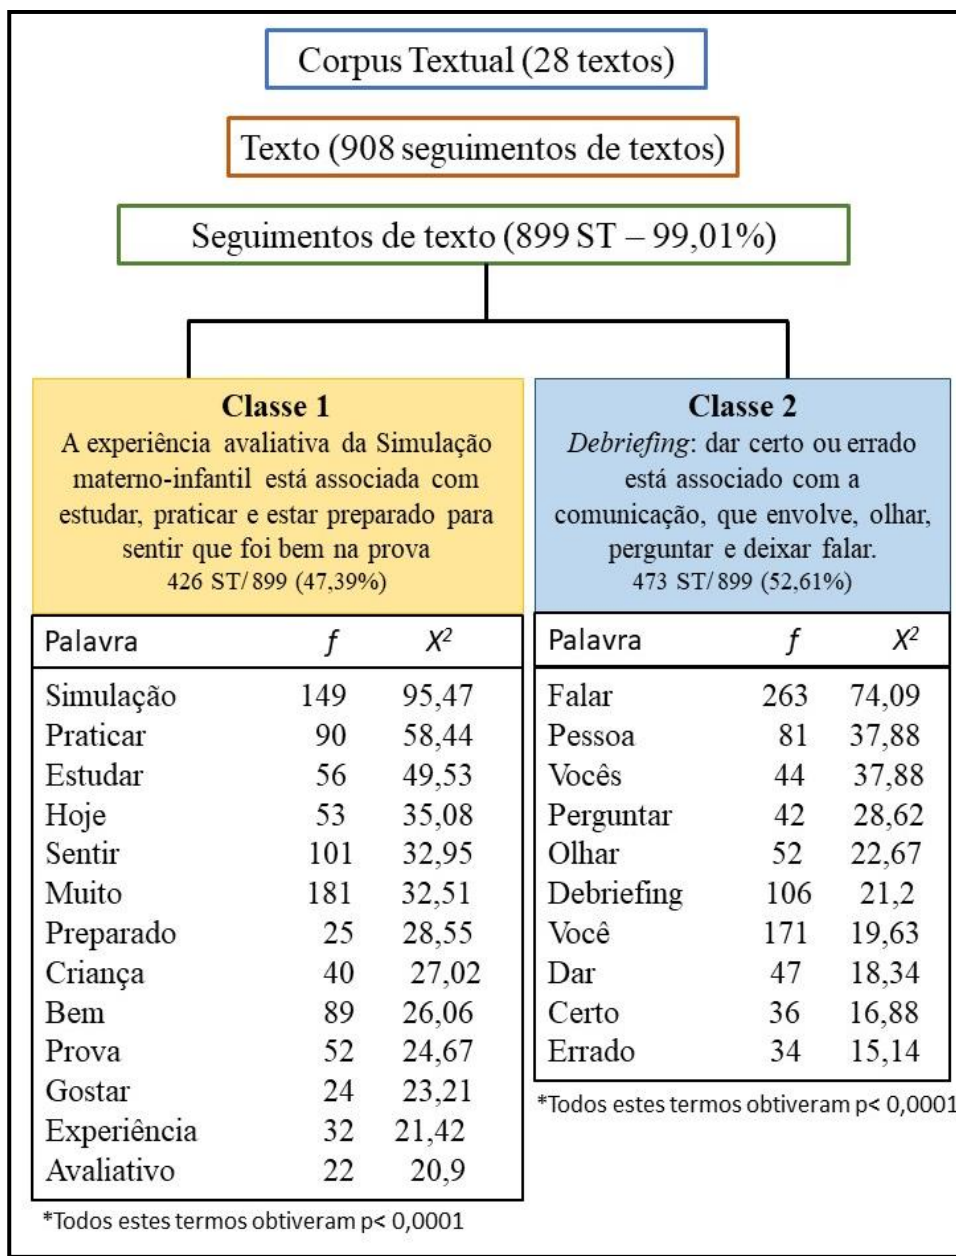 Corpus Textual (28 textos)
Texto (908 seguimentos de textos)
Seguimentos de texto (899 ST – 99,01%)
Classe 1
A experiência avaliativa da Simulação
materno-infantil está associada com
estudar, praticar e estar preparado para
sentir que foi bem na prova
426 ST/ 899 (47,39%)
Palavra f X²
Simulação 149 95,47
Praticar 90 58,44
Estudar 56 49,53
Hoje 53 35,08
Sentir 101 32,95
Muito 181 32,51
Preparado 25 28,55
Criança 40 27,02
Bem 89 26,06
Prova 52 24,67
Gostar 24 23,21
Experiência 32 21,42
Avaliativo 22 20,9
*Todos estes termos obtiveram p< 0,0001
Classe 2
Debriefing: dar certo ou errado
está associado com a
comunicação, que envolve, olhar,
perguntar e deixar falar.
473 ST/ 899 (52,61%)
Palavra f X²
Falar 263 74,09
Pessoa 81 37,88
Vocês 44 37,88
Perguntar 42 28,62
Olhar 52 22,67
Debriefing 106 21,2
Você 171 19,63
Dar 47 18,34
Certo 36 16,88
Errado 34 15,14
*Todos estes termos obtiveram p< 0,0001